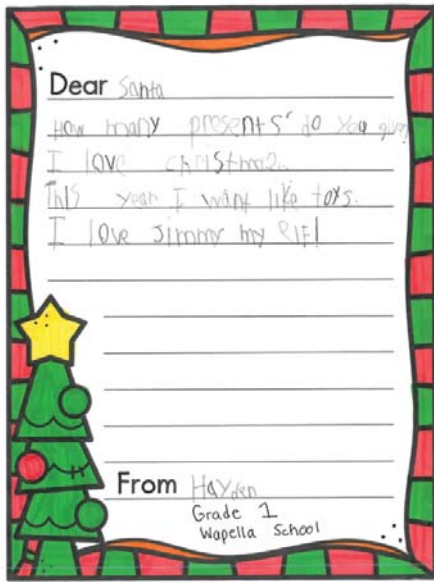 Dear Santa
How many presents do you give?
I love christmas.
This year I want like toys.
I love Jimmy my elf!
From Hayden
Grade 1
Wapella School